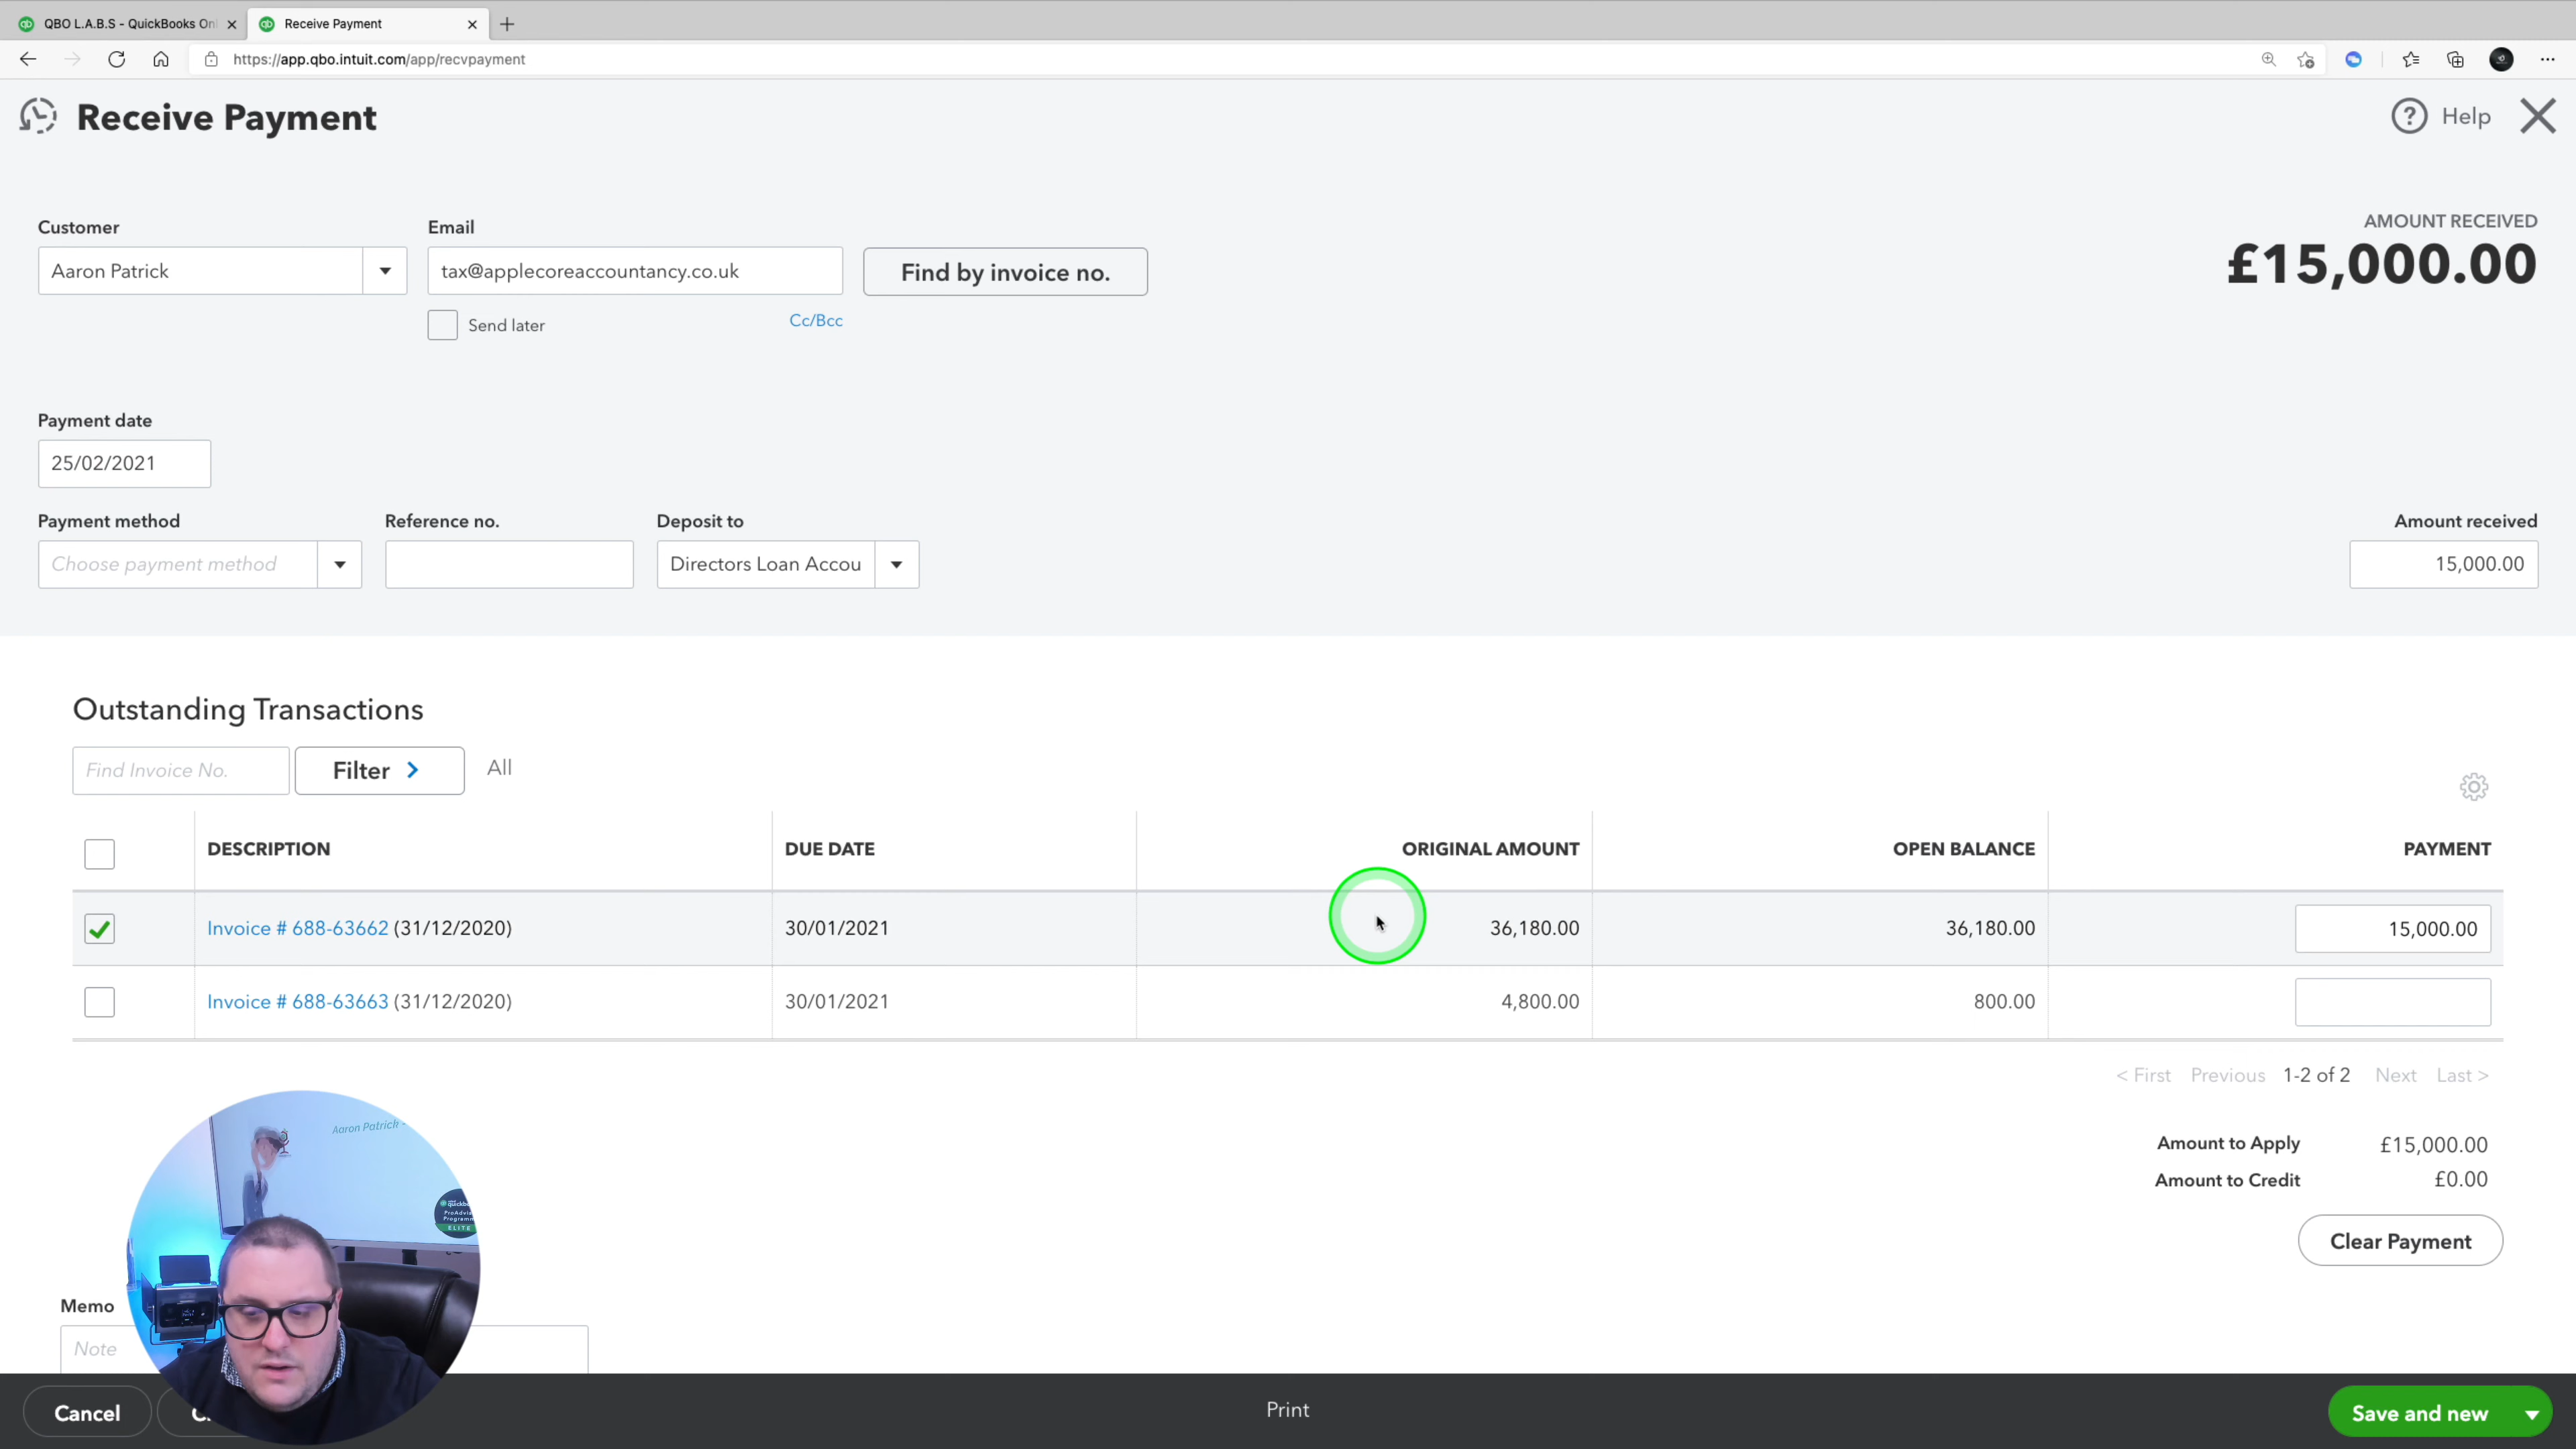 QBO L.A.B.S - QuickBooks Onl
Receive Payment
https://app.qbo.intuit.com/app/recvpayment
Receive Payment
Help
Customer
Email
AMOUNT RECEIVED
Aaron Patrick
tax@applecoreaccountancy.co.uk
Find by invoice no.
£15,000.00
Send later
Cc/Bcc
Payment date
25/02/2021
Payment method
Reference no.
Deposit to
Amount received
Choose payment method
Directors Loan Accou
15,000.00
Outstanding Transactions
Find Invoice No.
Filter
All
DESCRIPTION
DUE DATE
ORIGINAL AMOUNT
OPEN BALANCE
PAYMENT
Invoice # 688-63662 (31/12/2020)
30/01/2021
36,180.00
36,180.00
15,000.00
Invoice # 688-63663 (31/12/2020)
30/01/2021
4,800.00
800.00
< First Previous 1-2 of 2 Next Last >
Aaron Patrick -
Amount to Apply £15,000.00
Amount to Credit £0.00
ELITE
Clear Payment
Memo
Note
Cancel
Print
Save and new